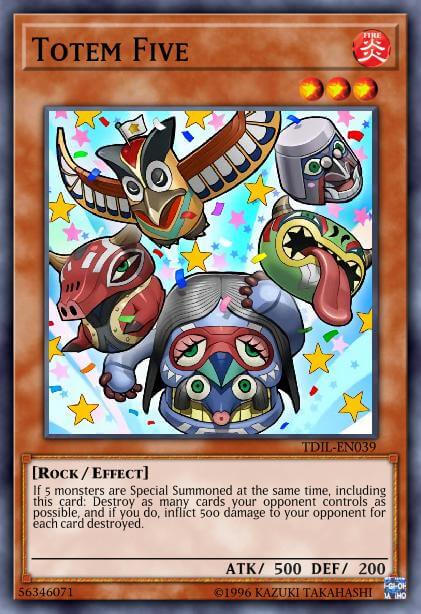 Totem Five
FIRE
炎
TDIL-EN039
[Rock / Effect]
If 5 monsters are Special Summoned at the same time, including
this card: Destroy as many cards your opponent controls as
possible, and if you do, inflict 500 damage to your opponent for
each card destroyed.
ATK/ 500 DEF/ 200
56346071
©1996 KAZUKI TAKAHASHI